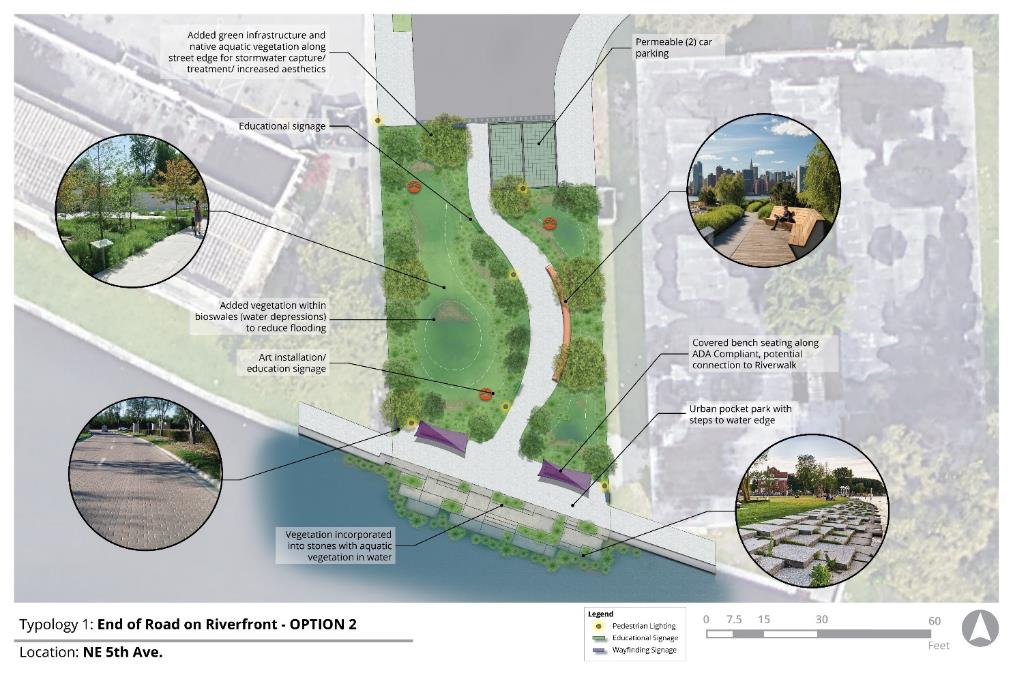 Added green infrastructure and
native aquatic vegetation along
street edge for stormwater capture/
treatment/ increased aesthetics
Permeable (2) car
parking
Educational signage
Added vegetation within
bioswales (water depressions)
to reduce flooding
Art installation/
education signage
Covered bench seating along
ADA Compliant, potential
connection to Riverwalk
Urban pocket park with
steps to water edge
Vegetation incorporated
into stones with aquatic
vegetation in water
Typology 1: End of Road on Riverfront - OPTION 2
Location: NE 5th Ave.
Legend
Pedestrian Lighting
Educational Signage
Wayfinding Signage
0 7.5 15 30 60
Feet